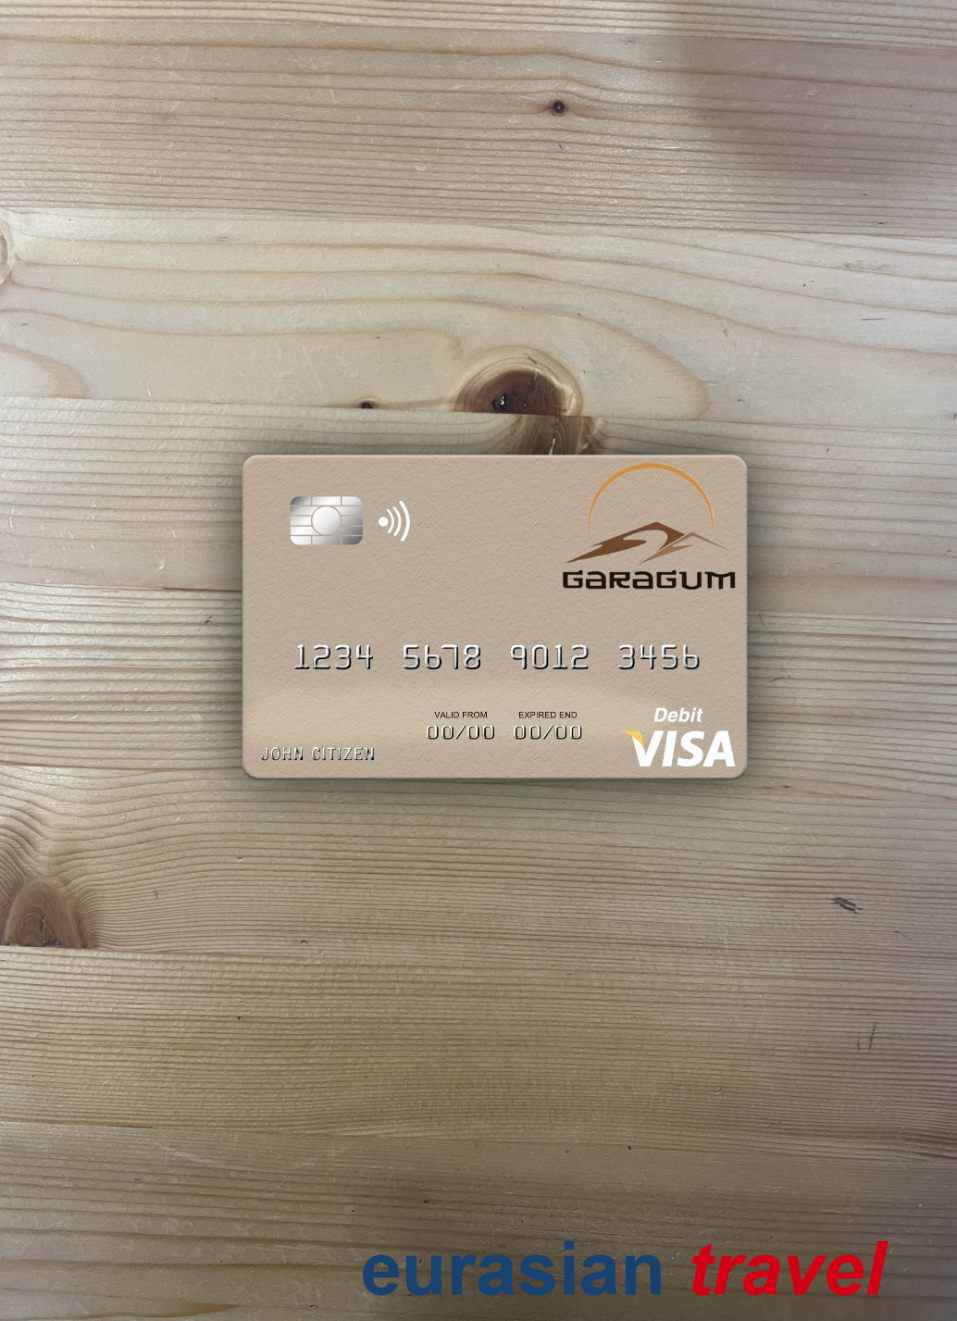 GARAGUM
1234 5678 9012 3456
VALID FROM EXPIRED END
00/00 00/00
JOHN CITIZEN
Debit
VISA
eurasian travel